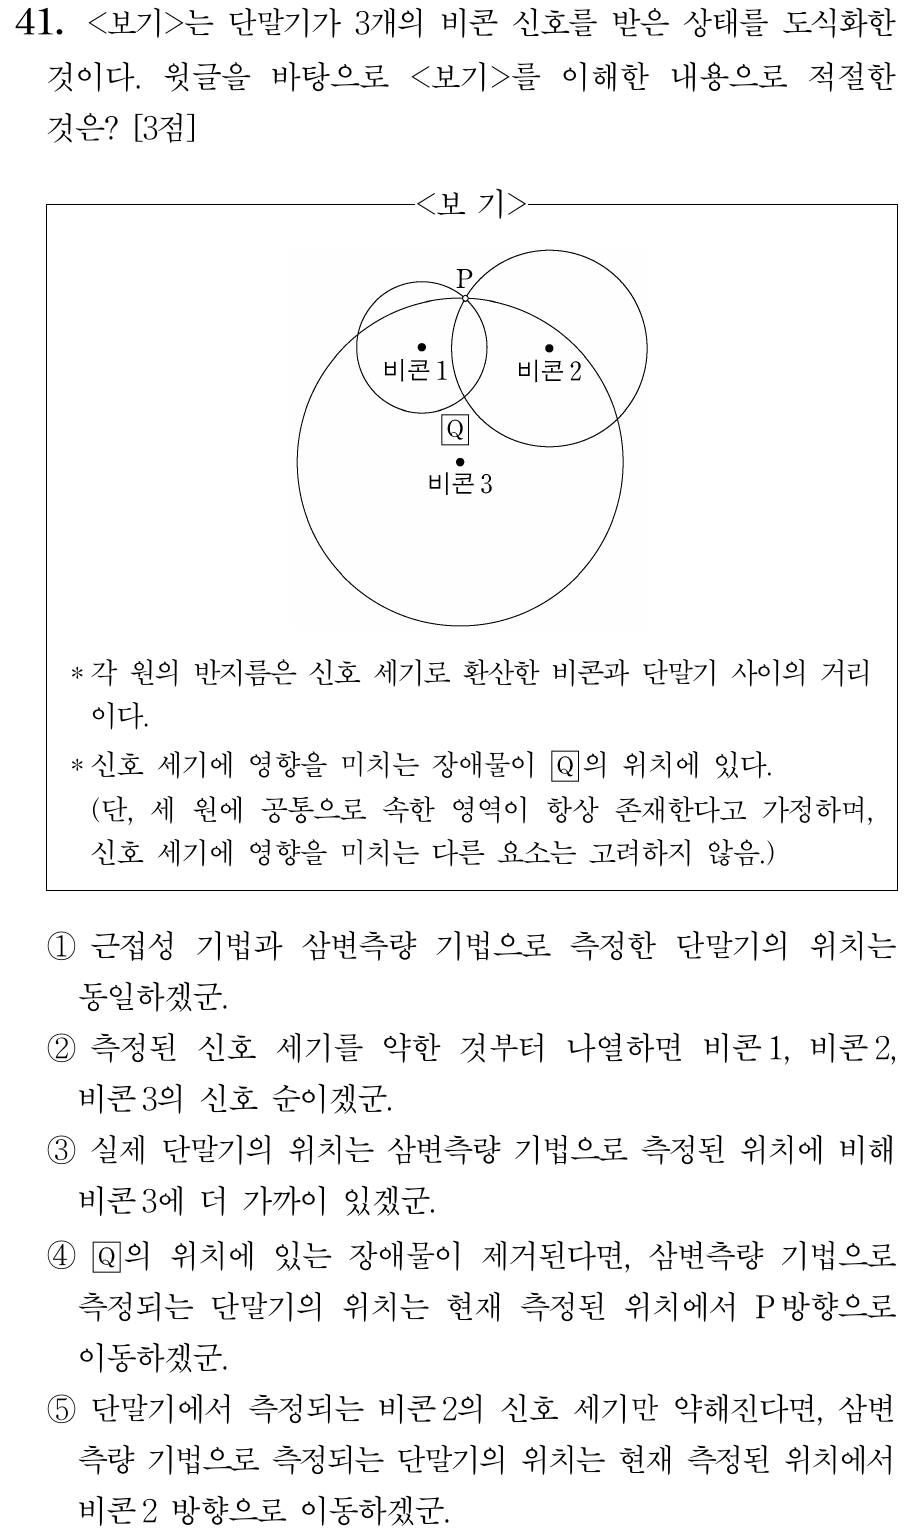 41. <보기>는 단말기가 3개의 비콘 신호를 받은 상태를 도식화한
것이다. 윗글을 바탕으로 <보기>를 이해한 내용으로 적절한
것은? [3점]
<보 기>
P
비콘 1
비콘 2
Q
비콘 3
* 각 원의 반지름은 신호 세기로 환산한 비콘과 단말기 사이의 거리
이다.
* 신호 세기에 영향을 미치는 장애물이 Q의 위치에 있다.
(단, 세 원에 공통으로 속한 영역이 항상 존재한다고 가정하며,
신호 세기에 영향을 미치는 다른 요소는 고려하지 않음.)
① 근접성 기법과 삼변측량 기법으로 측정한 단말기의 위치는
동일하겠군.
② 측정된 신호 세기를 약한 것부터 나열하면 비콘 1, 비콘 2,
비콘 3의 신호 순이겠군.
③ 실제 단말기의 위치는 삼변측량 기법으로 측정된 위치에 비해
비콘 3에 더 가까이 있겠군.
④ Q의 위치에 있는 장애물이 제거된다면, 삼변측량 기법으로
측정되는 단말기의 위치는 현재 측정된 위치에서 P 방향으로
이동하겠군.
⑤ 단말기에서 측정되는 비콘 2의 신호 세기만 약해진다면, 삼변
측량 기법으로 측정되는 단말기의 위치는 현재 측정된 위치에서
비콘 2 방향으로 이동하겠군.